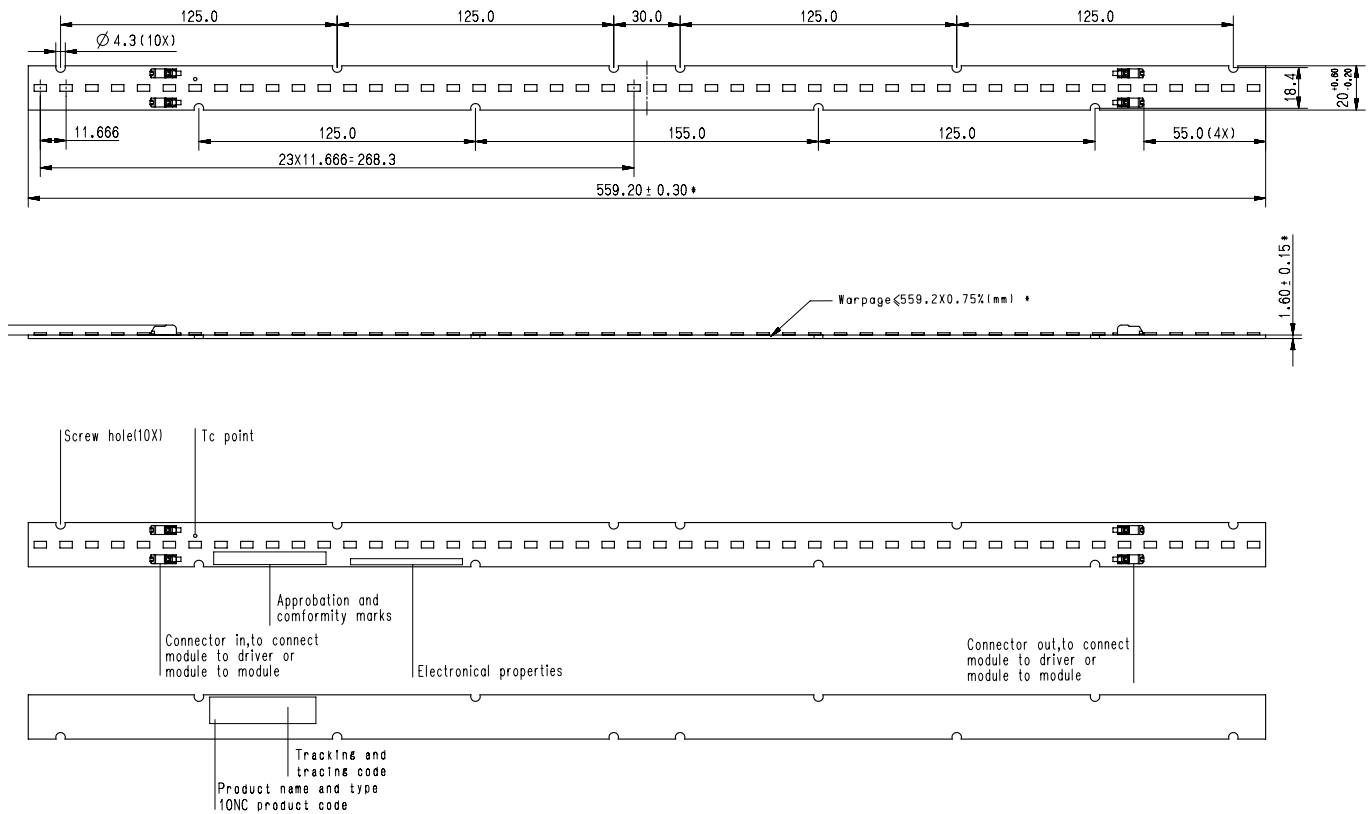 125.0 125.0 30.0 125.0 125.0
Ø 4.3(10X)
18.4
20 +0.60 -0.20
11.666
125.0 155.0 125.0 55.0(4X)
23X11.666=268.3
559.20±0.30*
1.60±0.15*
Warpage⩽559.2X0.75%(mm) *
Screw hole(10X)
Tc point
Approbation and
comformity marks
Connector in,to connect
module to driver or
module to module
Electronical properties
Connector out,to connect
module to driver or
module to module
Tracking and
tracing code
Product name and type
10NC product code